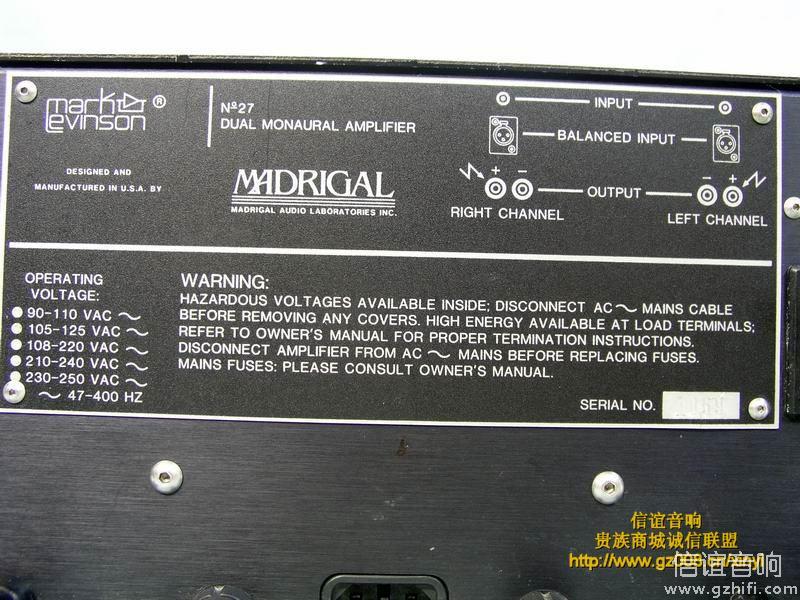 mark levinson ®
Nº27
DUAL MONAURAL AMPLIFIER
DESIGNED AND
MANUFACTURED IN U.S.A. BY
MADRIGAL
MADRIGAL AUDIO LABORATORIES INC.
INPUT
BALANCED INPUT
+ − OUTPUT − +
RIGHT CHANNEL
LEFT CHANNEL
OPERATING
VOLTAGE:
90-110 VAC ~
105-125 VAC ~
108-220 VAC ~
210-240 VAC ~
230-250 VAC ~
~ 47-400 HZ
WARNING:
HAZARDOUS VOLTAGES AVAILABLE INSIDE; DISCONNECT AC ~ MAINS CABLE
BEFORE REMOVING ANY COVERS. HIGH ENERGY AVAILABLE AT LOAD TERMINALS;
REFER TO OWNER'S MANUAL FOR PROPER TERMINATION INSTRUCTIONS.
DISCONNECT AMPLIFIER FROM AC ~ MAINS BEFORE REPLACING FUSES.
MAINS FUSES: PLEASE CONSULT OWNER'S MANUAL.
SERIAL NO.
信谊音响
贵族商城诚信联盟
信谊音响
www.gzhifi.com